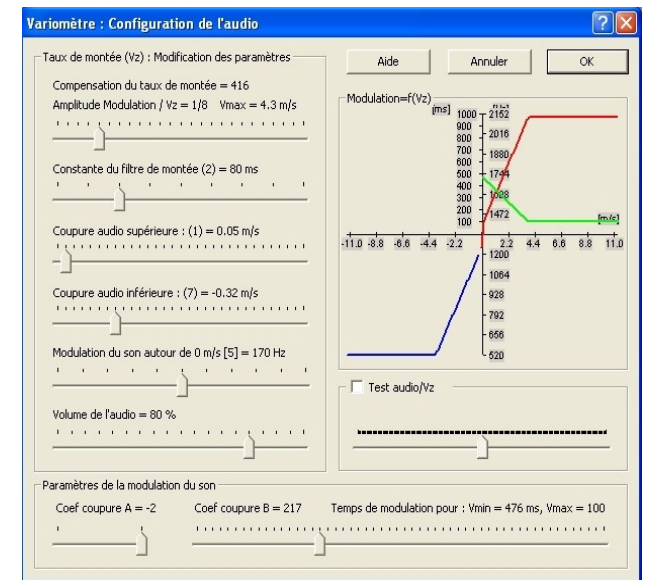 Variomètre : Configuration de l'audio
Taux de montée (Vz) : Modification des paramètres
Aide Annuler OK
Compensation du taux de montée = 416
Amplitude Modulation / Vz = 1/8 Vmax = 4.3 m/s
Constante du filtre de montée (2) = 80 ms
Coupure audio supérieure : (1) = 0.05 m/s
Coupure audio inférieure : (7) = -0.32 m/s
Modulation du son autour de 0 m/s [5] = 170 Hz
Volume de l'audio = 80 %
Modulation=f(Vz)
[ms]
1000 2152
900
800 2016
700
600 1880
500 1744
400
300
200 1472
100 [m/s]
-11.0 -8.8 -6.6 -4.4 -2.2 2.2 4.4 6.6 8.8 11.0
1200
1064
928
792
656
520
Test audio/Vz
Paramètres de la modulation du son
Coef coupure A = -2 Coef coupure B = 217 Temps de modulation pour : Vmin = 476 ms, Vmax = 100